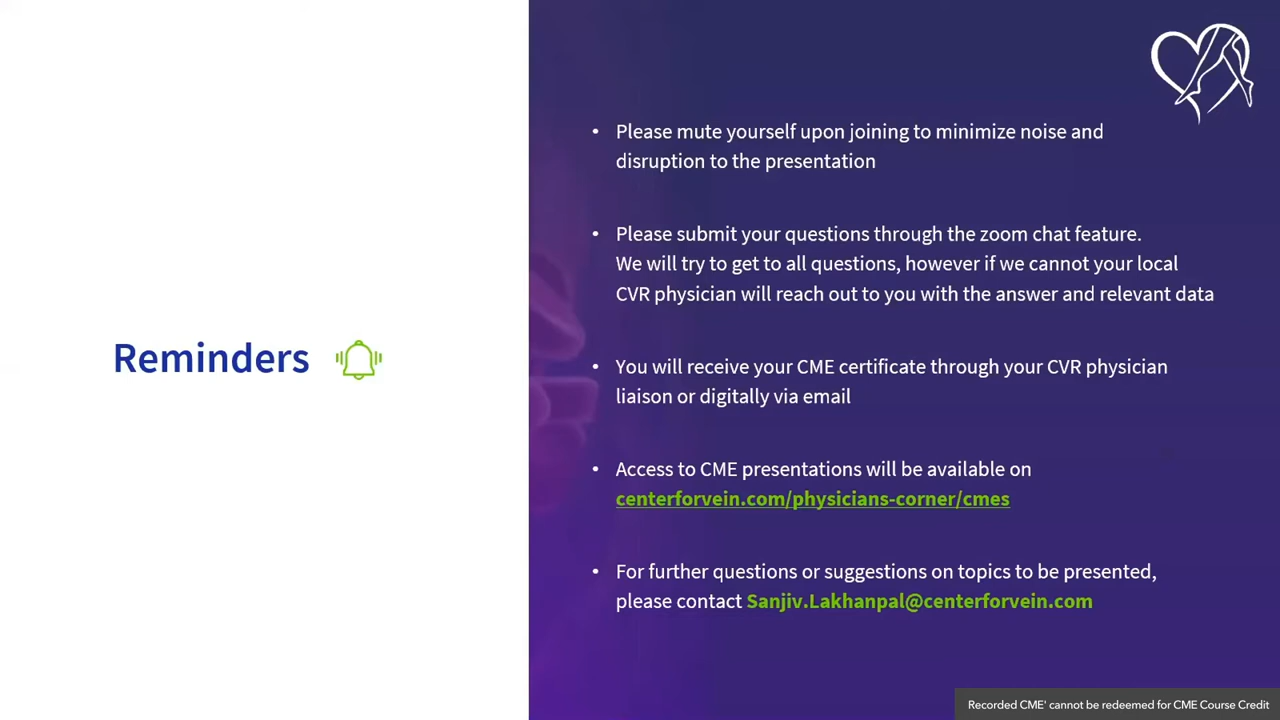 Reminders
• Please mute yourself upon joining to minimize noise and
disruption to the presentation
• Please submit your questions through the zoom chat feature.
We will try to get to all questions, however if we cannot your local
CVR physician will reach out to you with the answer and relevant data
• You will receive your CME certificate through your CVR physician
liaison or digitally via email
• Access to CME presentations will be available on
centerforvein.com/physicians-corner/cmes
• For further questions or suggestions on topics to be presented,
please contact Sanjiv.Lakhanpal@centerforvein.com
Recorded CME' cannot be redeemed for CME Course Credit